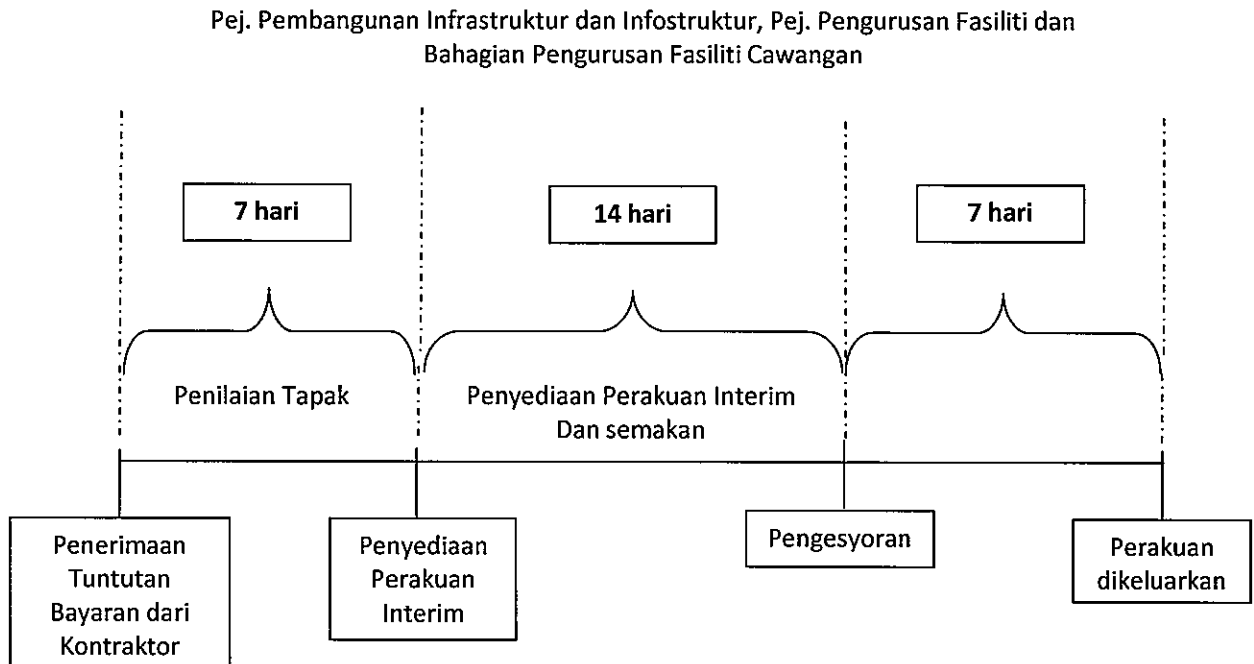 Pej. Pembangunan Infrastruktur dan Infostruktur, Pej. Pengurusan Fasiliti dan
Bahagian Pengurusan Fasiliti Cawangan
7 hari
14 hari
7 hari
Penilaian Tapak
Penyediaan Perakuan Interim
Dan semakan
Penerimaan
Tuntutan
Bayaran dari
Kontraktor
Penyediaan
Perakuan
Interim
Pengesyoran
Perakuan
dikeluarkan